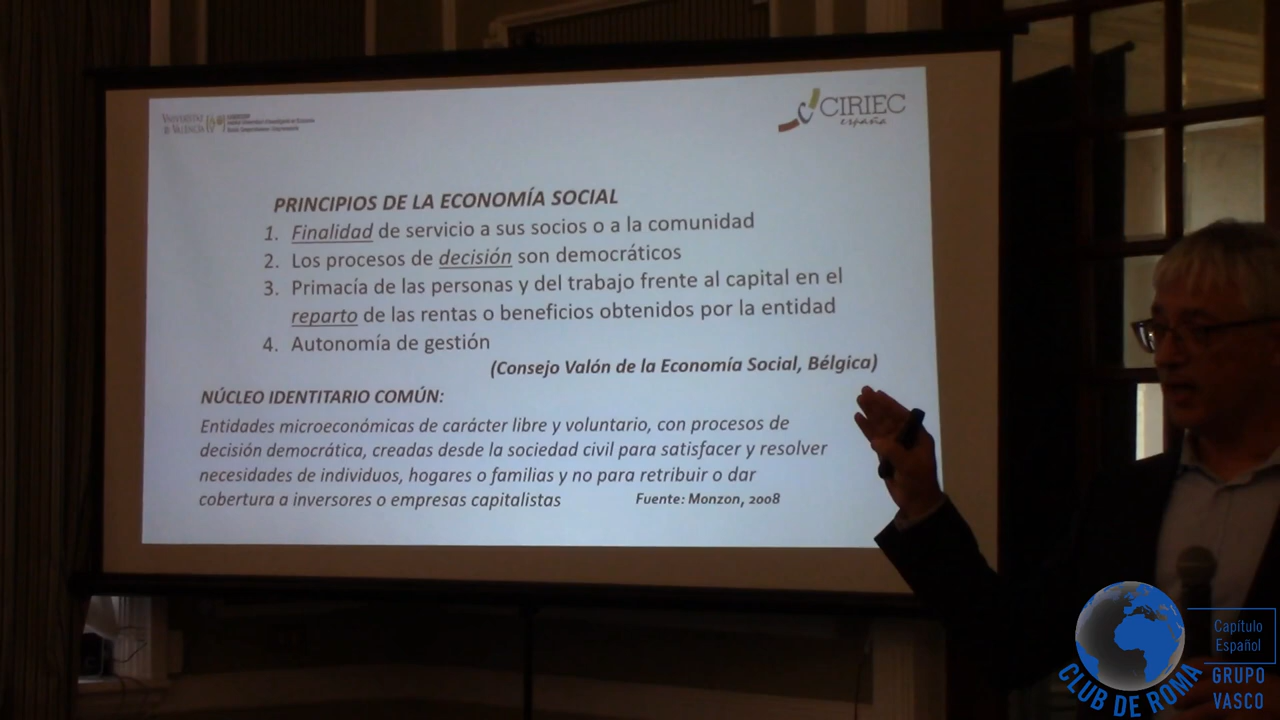 VNIVERSITAT
DE VALÈNCIA
CIRIEC
españa
PRINCIPIOS DE LA ECONOMÍA SOCIAL
1. Finalidad de servicio a sus socios o a la comunidad
2. Los procesos de decisión son democráticos
3. Primacía de las personas y del trabajo frente al capital en el
reparto de las rentas o beneficios obtenidos por la entidad
4. Autonomía de gestión
(Consejo Valón de la Economía Social, Bélgica)
NÚCLEO IDENTITARIO COMÚN:
Entidades microeconómicas de carácter libre y voluntario, con procesos de
decisión democrática, creadas desde la sociedad civil para satisfacer y resolver
necesidades de individuos, hogares o familias y no para retribuir o dar
cobertura a inversores o empresas capitalistas
Fuente: Monzon, 2008
Capítulo
Español
GRUPO
VASCO
CLUB DE ROMA